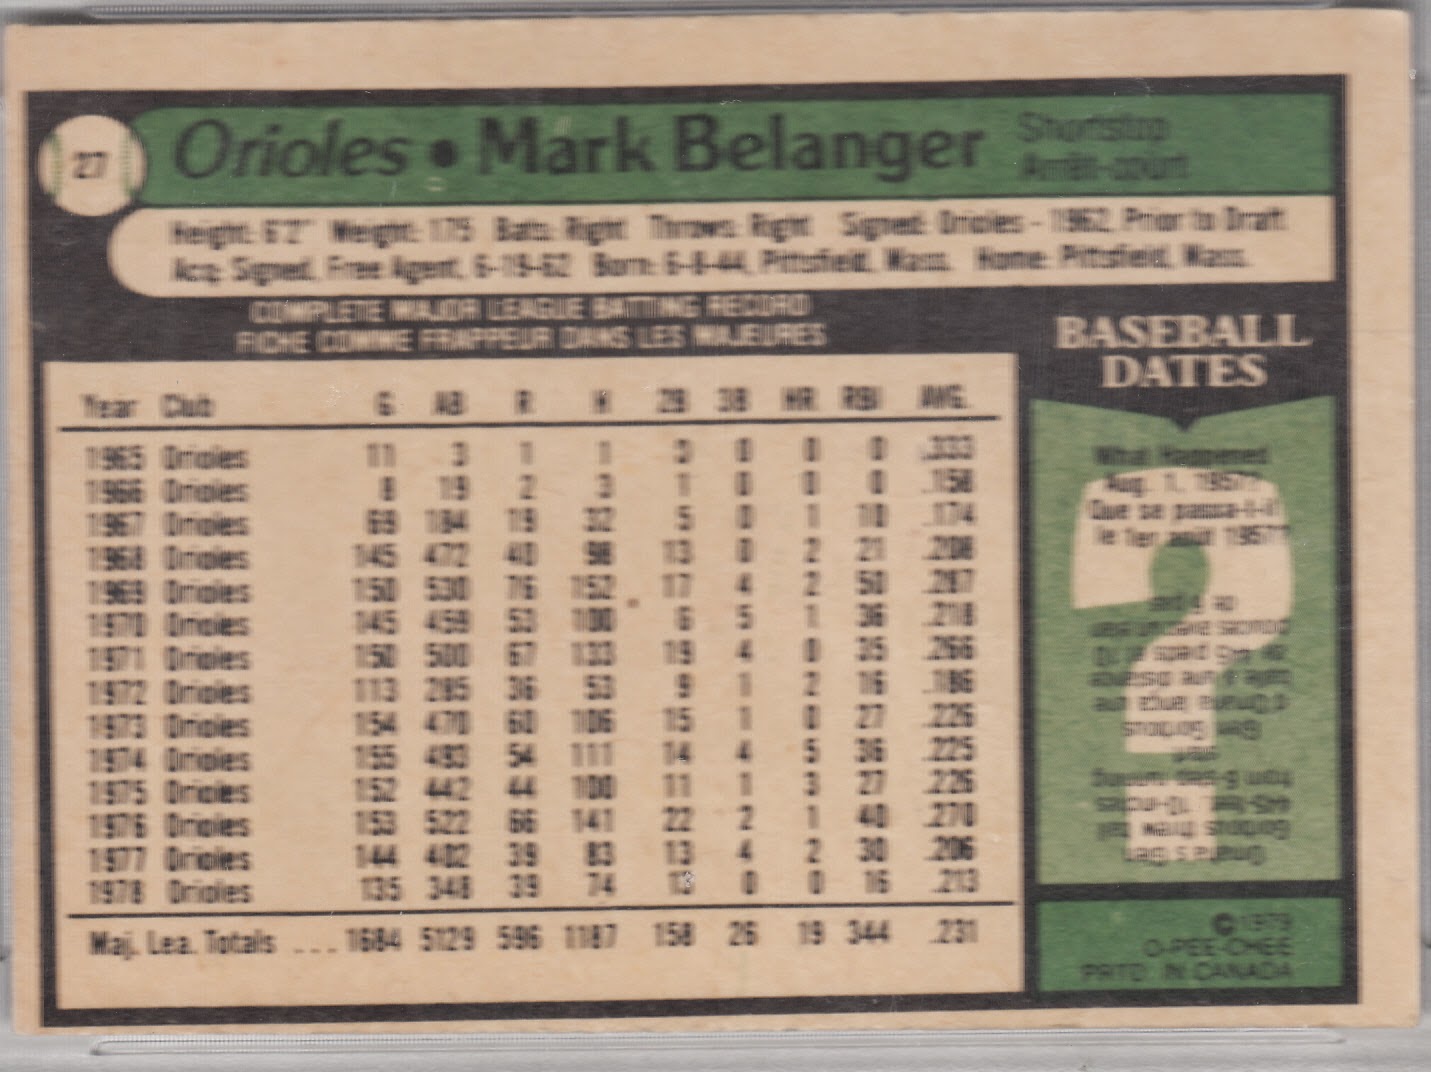 27
Orioles • Mark Belanger
Shortstop
Arrêt-court
Height: 6'2" Weight: 175 Bats: Right Throws: Right Signed: Orioles - 1962, Prior to Draft
Acq: Signed, Free Agent, 6-19-62 Born: 6-8-44, Pittsfield, Mass. Home: Pittsfield, Mass.
COMPLETE MAJOR LEAGUE BATTING RECORD
FICHE COMME FRAPPEUR DANS LES MAJEURES
Year Club G AB R H 2B 3B HR RBI AVG.
1965 Orioles 11 3 1 1 0 0 0 0 .333
1966 Orioles 8 19 2 3 1 0 0 0 .158
1967 Orioles 69 184 19 32 5 0 1 10 .174
1968 Orioles 145 472 40 98 13 0 2 21 .208
1969 Orioles 150 530 76 152 17 4 2 50 .287
1970 Orioles 145 459 53 100 6 5 1 36 .218
1971 Orioles 150 500 67 133 19 4 0 35 .266
1972 Orioles 113 285 36 53 9 1 2 16 .186
1973 Orioles 154 470 60 106 15 1 0 27 .226
1974 Orioles 155 493 54 111 14 4 5 36 .225
1975 Orioles 152 442 44 100 11 1 3 27 .226
1976 Orioles 153 522 66 141 22 2 1 40 .270
1977 Orioles 144 402 39 83 13 4 2 30 .206
1978 Orioles 135 348 39 74 13 0 0 16 .213
Maj. Lea. Totals ... 1684 5129 596 1187 158 26 19 344 .231
BASEBALL
DATES
What Happened
Aug. 1, 1957?
Que se passa-t-il
le 1er août 1957?
© 1979
O-PEE-CHEE
PRTD IN CANADA